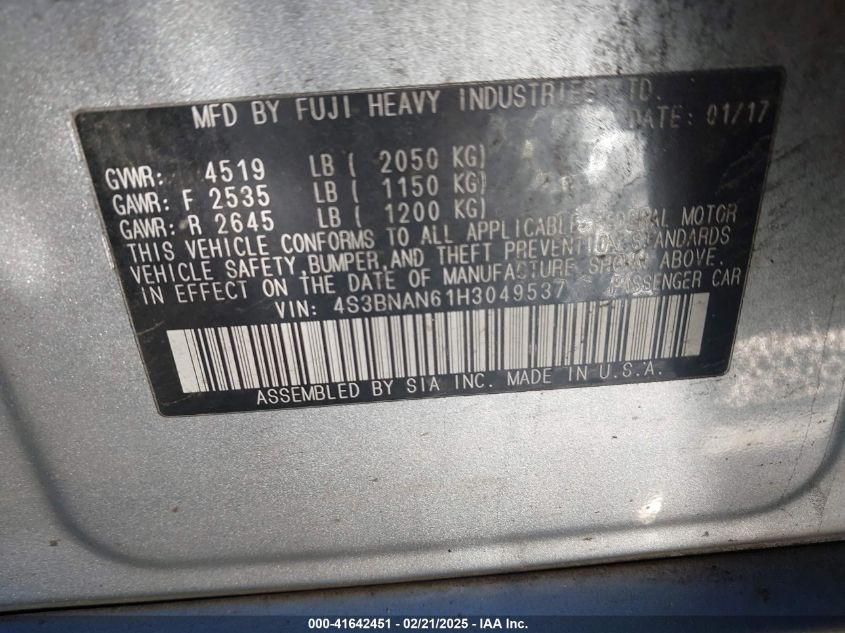 MFD BY FUJI HEAVY INDUSTRIES LTD.
DATE: 01/17
GVWR: 4519 LB ( 2050 KG)
GAWR: F 2535 LB ( 1150 KG)
GAWR: R 2645 LB ( 1200 KG)
THIS VEHICLE CONFORMS TO ALL APPLICABLE FEDERAL MOTOR
VEHICLE SAFETY, BUMPER, AND THEFT PREVENTION STANDARDS
IN EFFECT ON THE DATE OF MANUFACTURE SHOWN ABOVE.
VIN: 4S3BNAN61H3049537 PASSENGER CAR
ASSEMBLED BY SIA INC. MADE IN U.S.A.
000-41642451 - 02/21/2025 - IAA Inc.